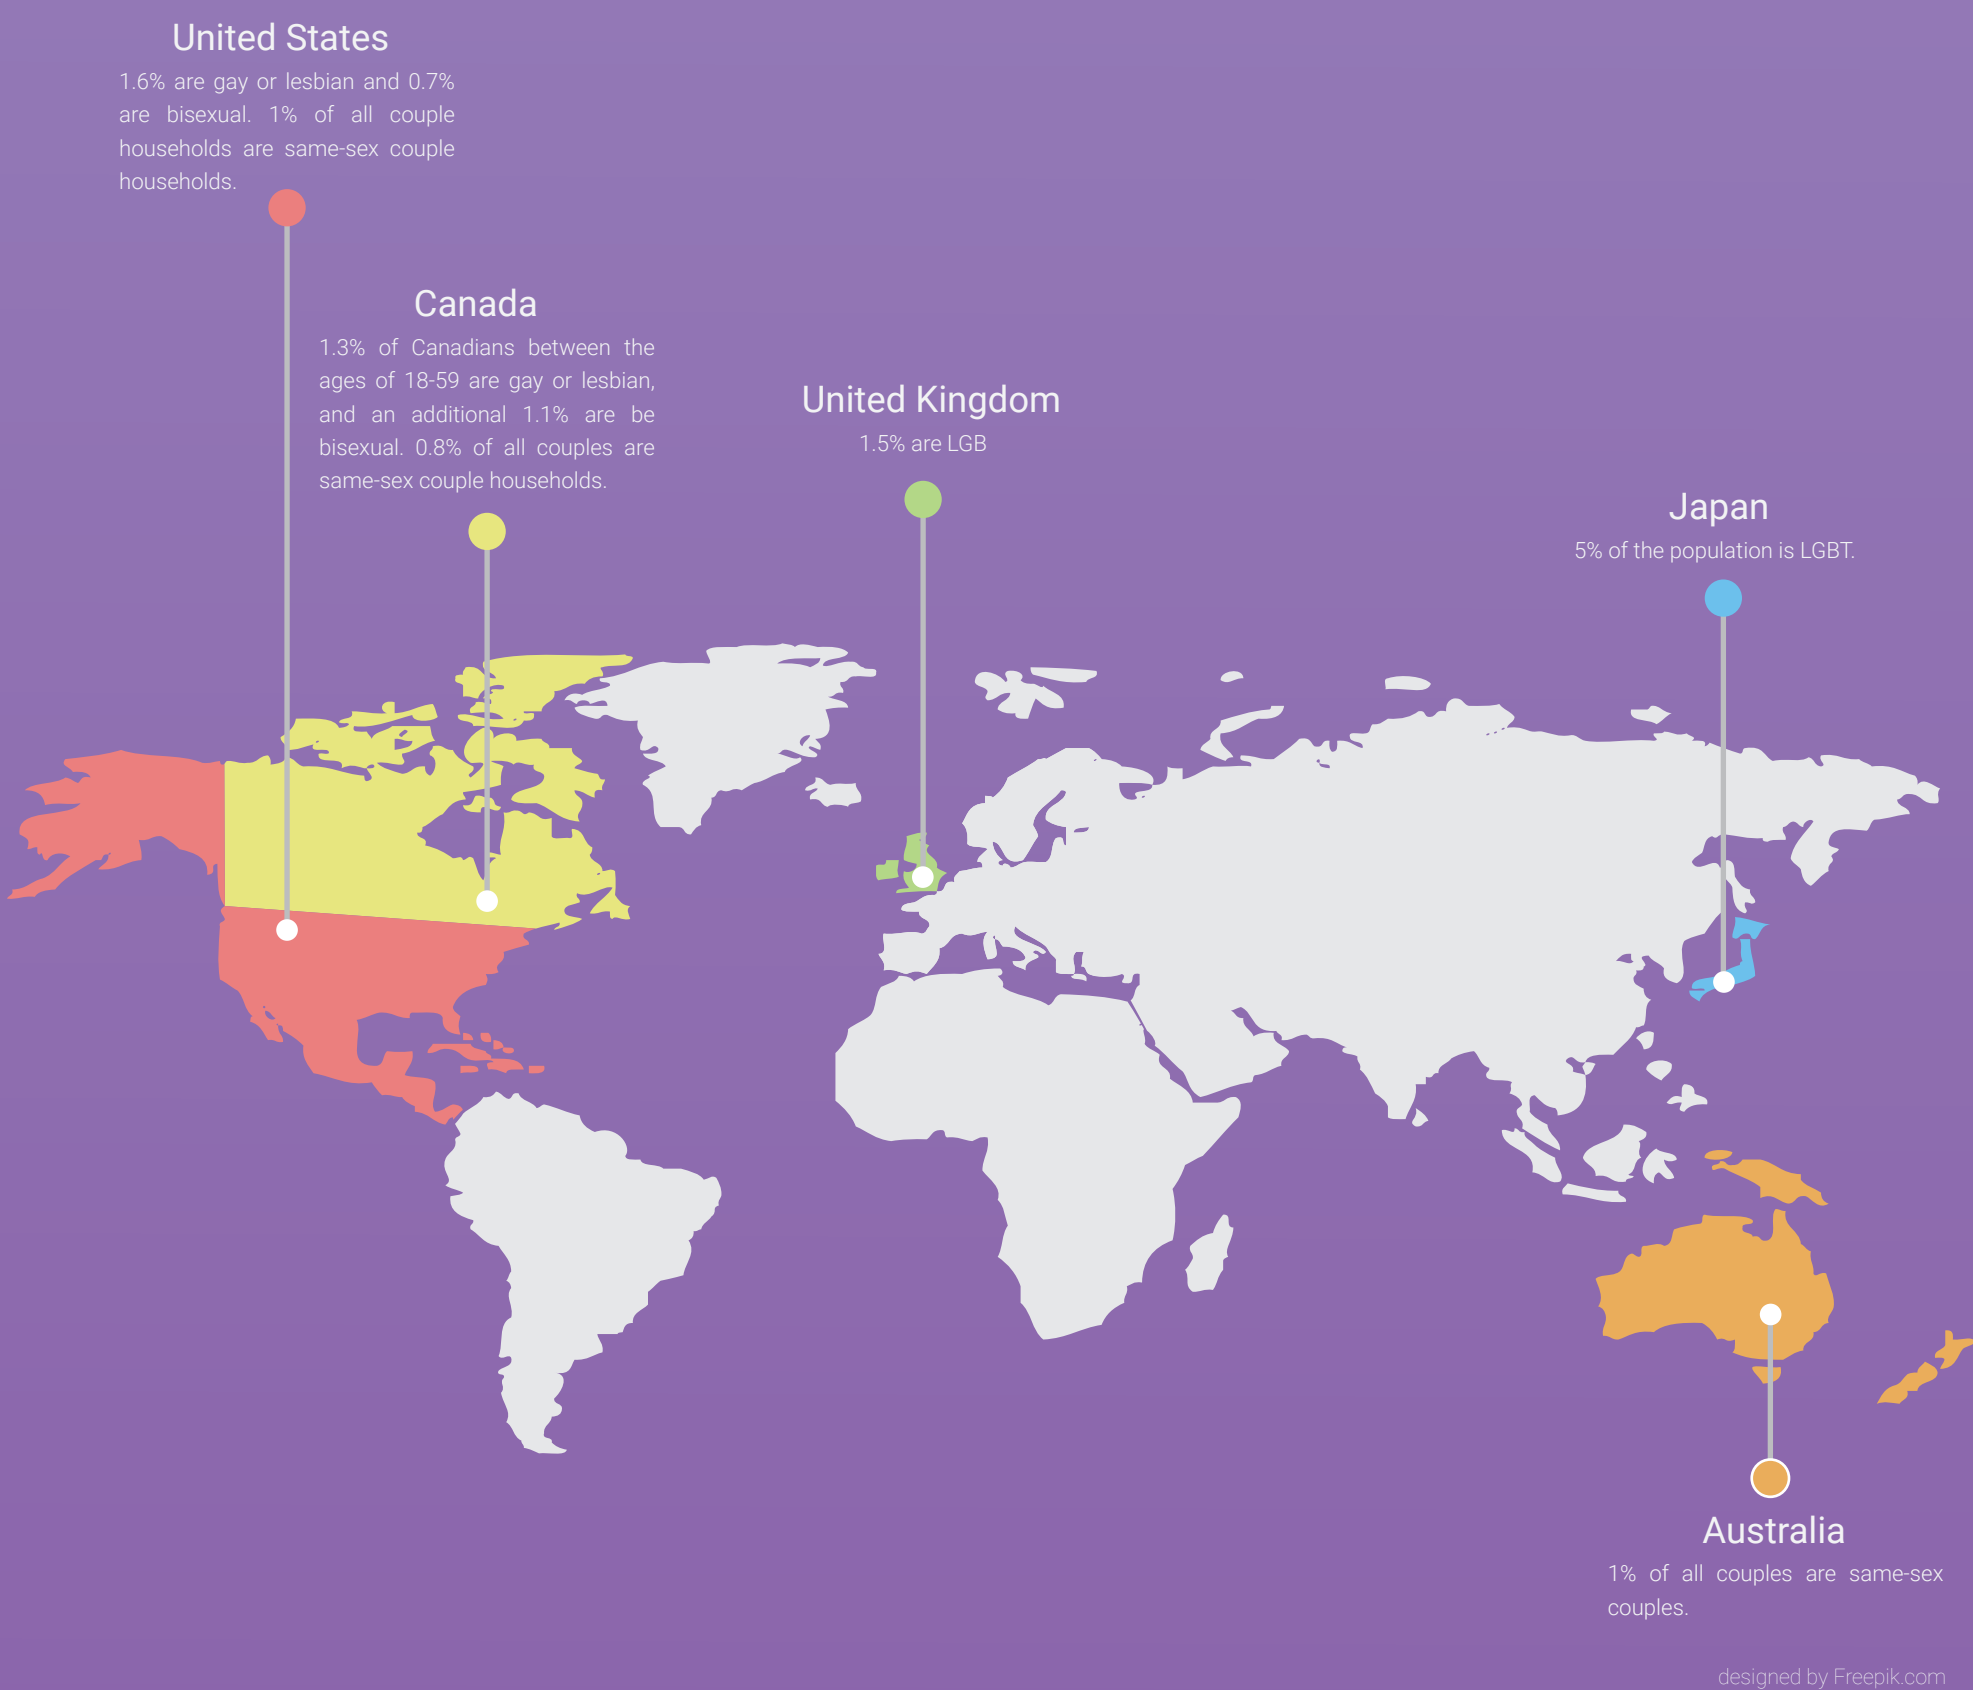 United States
1.6% are gay or lesbian and 0.7%
are bisexual. 1% of all couple
households are same-sex couple
households.
Canada
1.3% of Canadians between the
ages of 18-59 are gay or lesbian,
and an additional 1.1% are be
bisexual. 0.8% of all couples are
same-sex couple households.
United Kingdom
1.5% are LGB
Japan
5% of the population is LGBT.
Australia
1% of all couples are same-sex
couples.
designed by Freepik.com